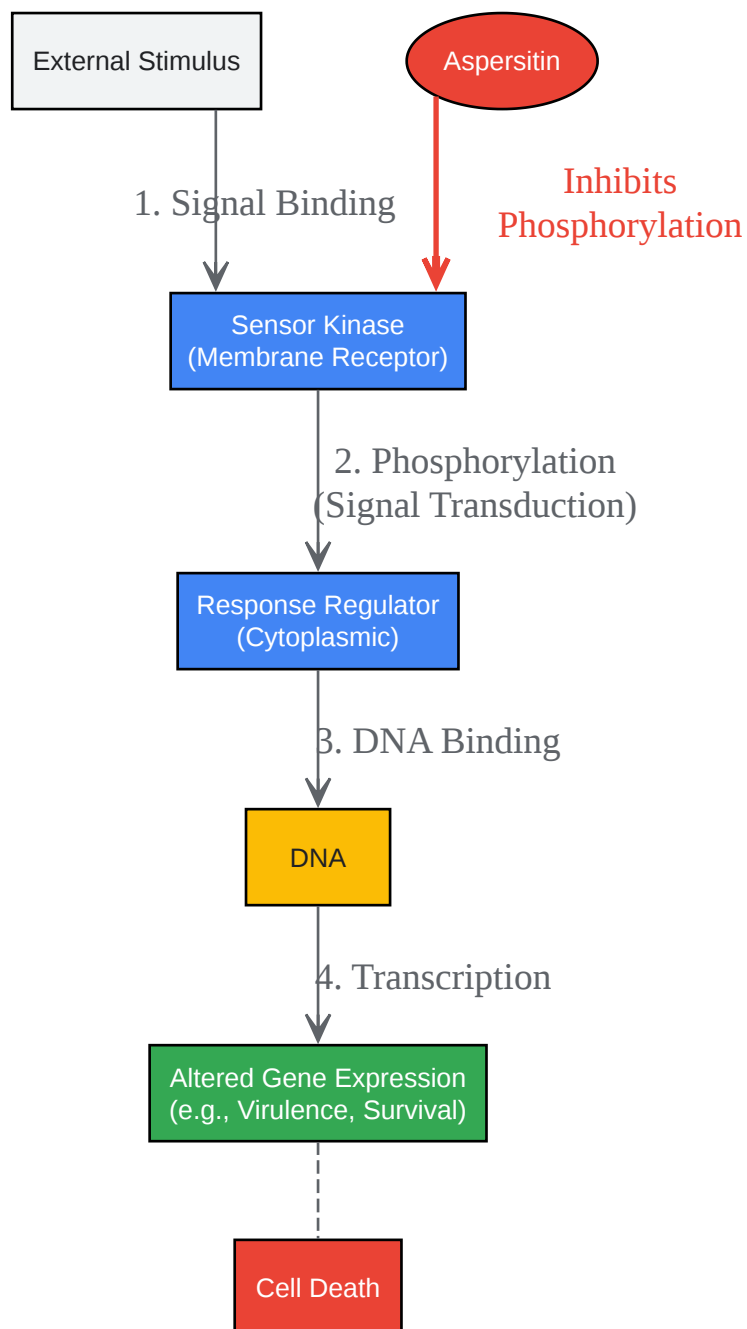 External Stimulus
Aspersitin
1. Signal Binding
Inhibits
Phosphorylation
Sensor Kinase
(Membrane Receptor)
2. Phosphorylation
(Signal Transduction)
Response Regulator
(Cytoplasmic)
3. DNA Binding
DNA
4. Transcription
Altered Gene Expression
(e.g., Virulence, Survival)
Cell Death